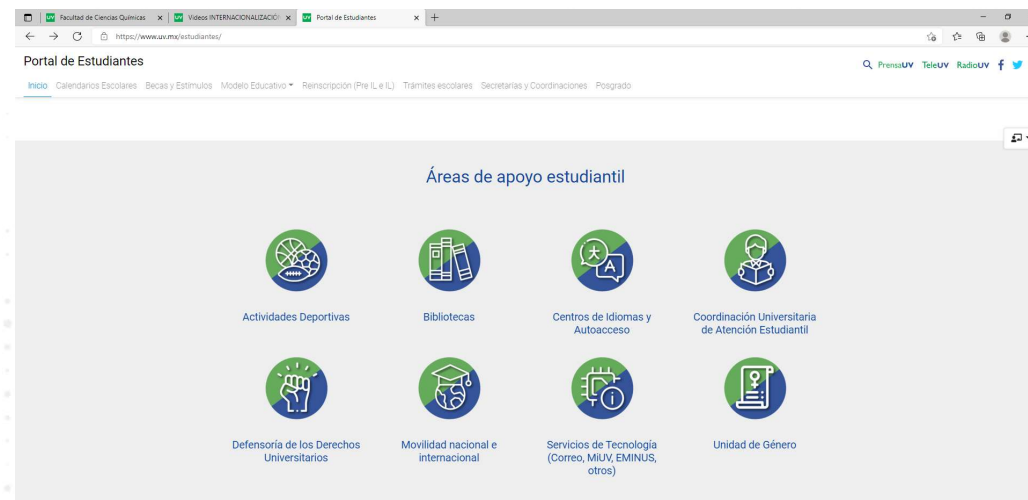 Facultad de Ciencias Químicas
Videos INTERNACIONALIZACIÓ
Portal de Estudiantes
https://www.uv.mx/estudiantes/
Portal de Estudiantes
PrensaUV TeleUV RadioUV
Inicio Calendarios Escolares Becas y Estímulos Modelo Educativo Reinscripción (Pre IL e IL) Trámites escolares Secretarías y Coordinaciones Posgrado
Áreas de apoyo estudiantil
Actividades Deportivas
Bibliotecas
Centros de Idiomas y
Autoacceso
Coordinación Universitaria
de Atención Estudiantil
Defensoría de los Derechos
Universitarios
Movilidad nacional e
internacional
Servicios de Tecnología
(Correo, MiUV, EMINUS,
otros)
Unidad de Género